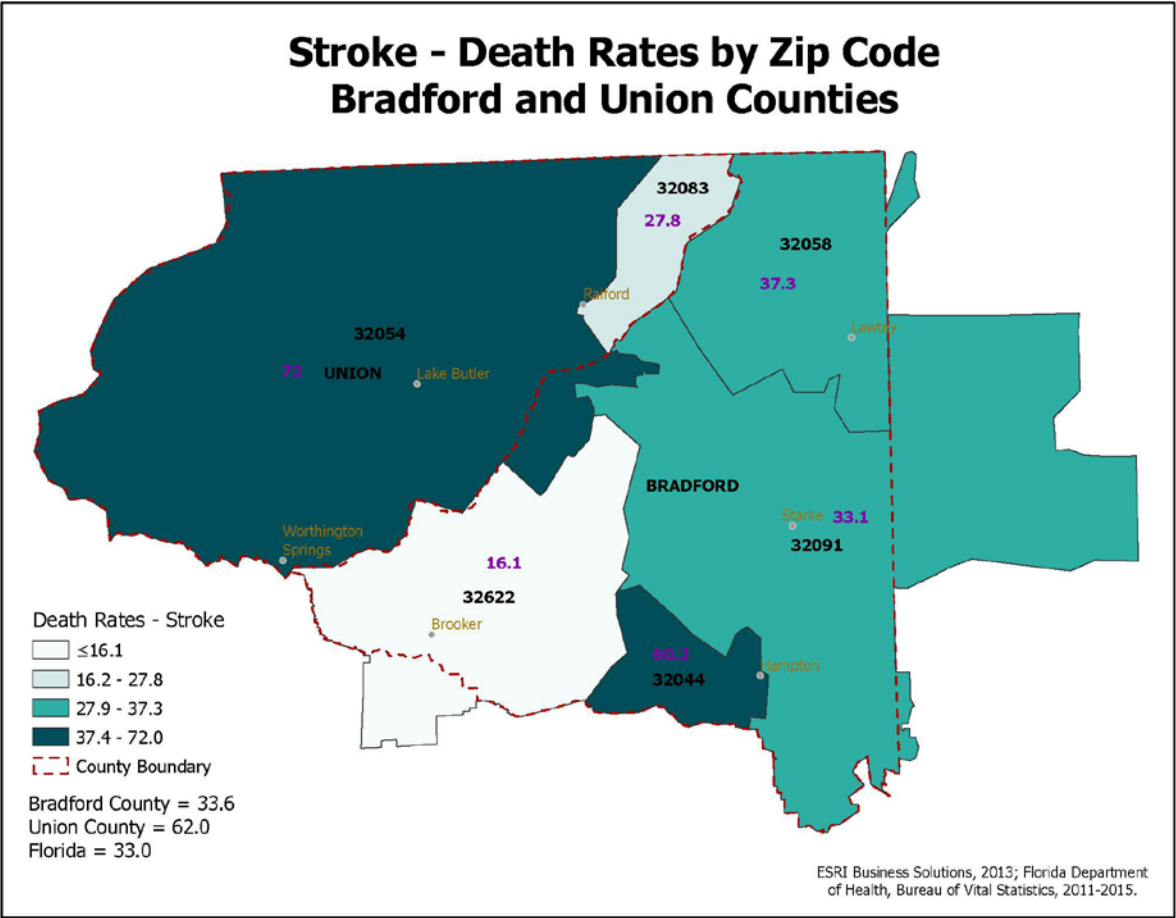 Stroke - Death Rates by Zip Code
Bradford and Union Counties
32083
27.8
32058
37.3
Raiford
Lawtey
32054
72 UNION Lake Butler
BRADFORD
Starke 33.1
32091
Worthington
Springs
16.1
32622
Brooker
60.2
32044
Hampton
Death Rates - Stroke
≤16.1
16.2 - 27.8
27.9 - 37.3
37.4 - 72.0
County Boundary
Bradford County = 33.6
Union County = 62.0
Florida = 33.0
ESRI Business Solutions, 2013; Florida Department
of Health, Bureau of Vital Statistics, 2011-2015.